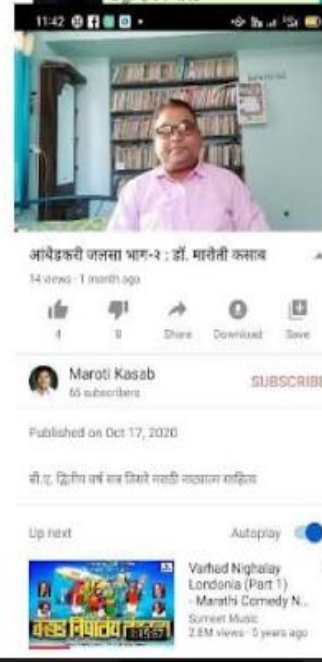 11:42
आंबेडकरी जलसा भाग-२ : डॉ. मारोती कसाब
14 views · 1 month ago
4
Share
Download
Save
Maroti Kasab
65 subscribers
SUBSCRIBE
Published on Oct 17, 2020
बी.ए. द्वितीय वर्ष सत्र तिसरे मराठी नाट्यात्म साहित्य
Up next
Autoplay
Varhad Nighalay
Londonla (Part 1)
- Marathi Comedy N...
Sumeet Music
2.8M views · 5 years ago